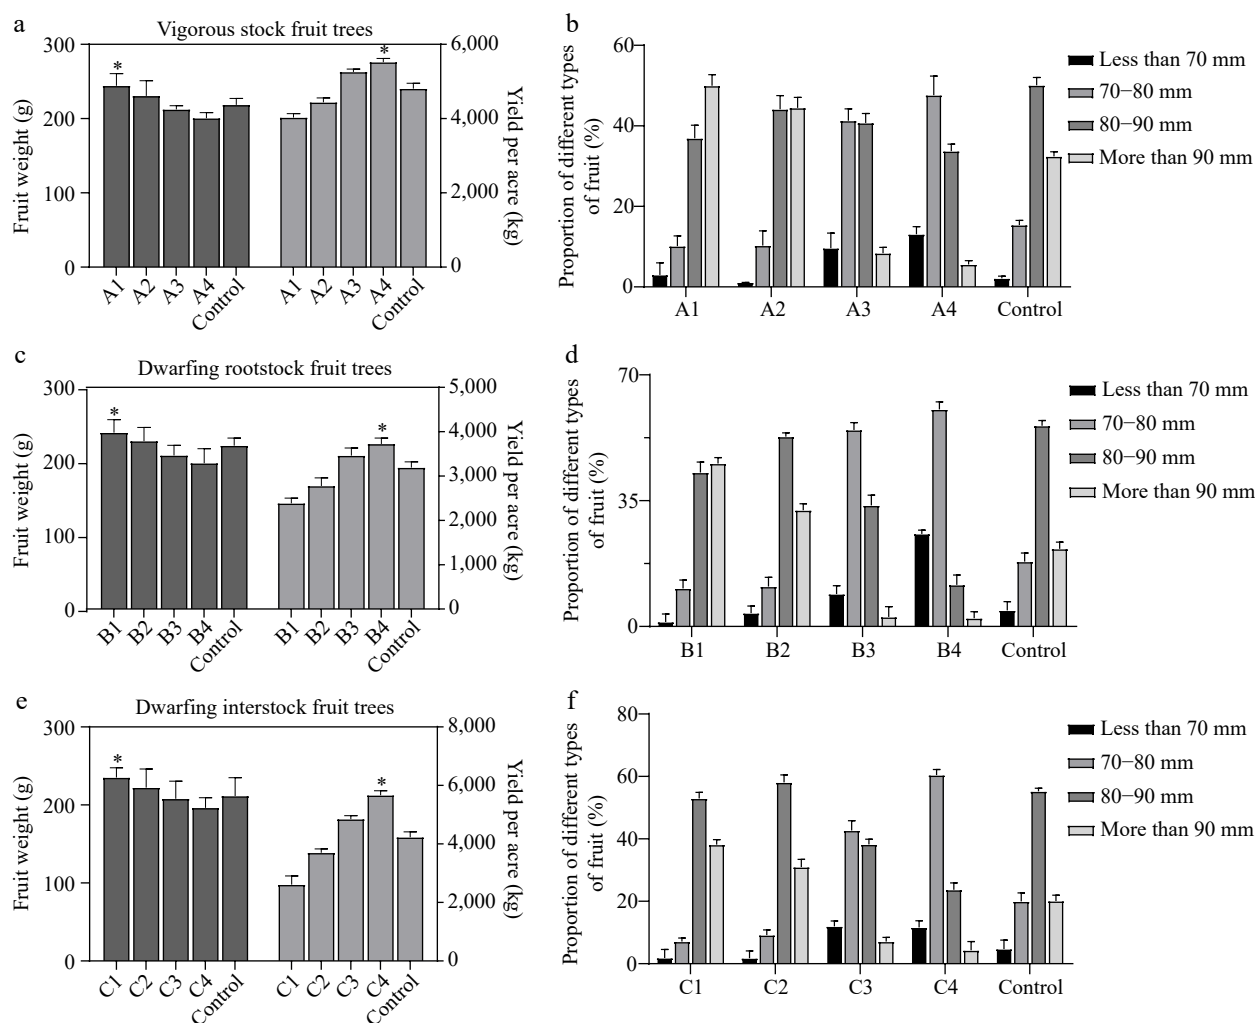 a
Vigorous stock fruit trees
300
200
100
0
Fruit weight (g)
6,000
4,000
2,000
0
Yield per acre (kg)
*
*
A1
A2
A3
A4
Control
A1
A2
A3
A4
Control
b
60
40
20
0
Proportion of different types
of fruit (%)
A1
A2
A3
A4
Control
Less than 70 mm
70−80 mm
80−90 mm
More than 90 mm
c
Dwarfing rootstock fruit trees
300
200
100
0
Fruit weight (g)
5,000
4,000
3,000
2,000
1,000
0
Yield per acre (kg)
*
*
B1
B2
B3
B4
Control
B1
B2
B3
B4
Control
d
70
35
0
Proportion of different types
of fruit (%)
B1
B2
B3
B4
Control
Less than 70 mm
70−80 mm
80−90 mm
More than 90 mm
e
Dwarfing interstock fruit trees
300
200
100
0
Fruit weight (g)
8,000
6,000
4,000
2,000
0
Yield per acre (kg)
*
*
C1
C2
C3
C4
Control
C1
C2
C3
C4
Control
f
80
60
40
20
0
Proportion of different types
of fruit (%)
C1
C2
C3
C4
Control
Less than 70 mm
70−80 mm
80−90 mm
More than 90 mm